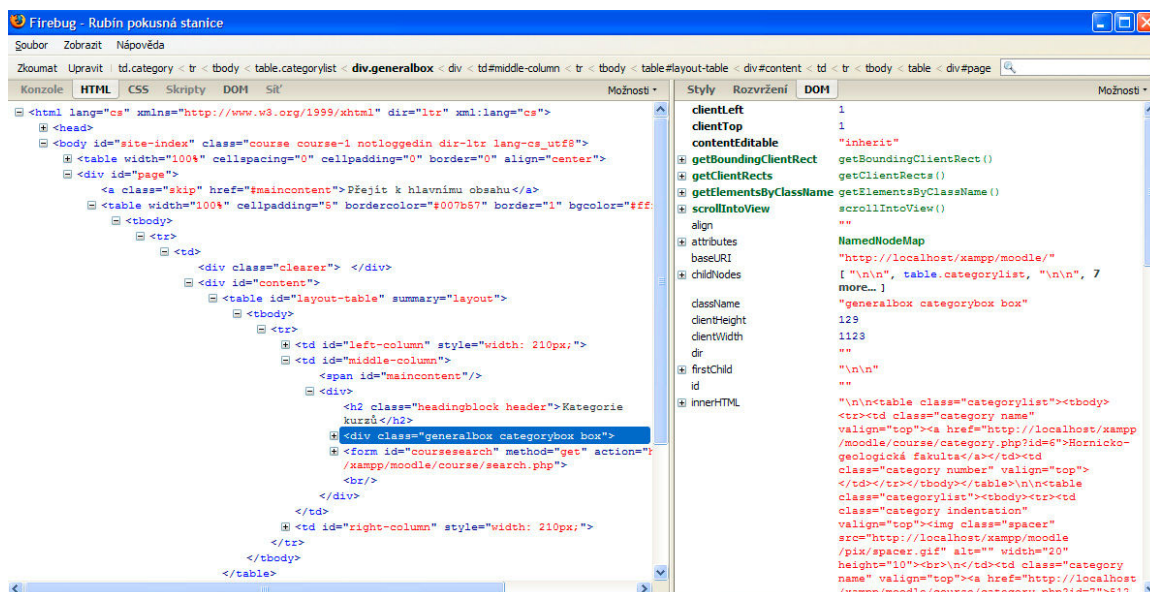 Firebug - Rubín pokusná stanice
Soubor Zobrazit Nápověda
Zkoumat Upravit td.category < tr < tbody < table.categorylist < div.generalbox < div < td#middle-column < tr < tbody < table#layout-table < div#content < td < tr < tbody < table < div#page
Konzole HTML CSS Skripty DOM Síť Možnosti
<html lang="cs" xmlns="http://www.w3.org/1999/xhtml" dir="ltr" xml:lang="cs">
<head>
<body id="site-index" class="course course-1 notloggedin dir-ltr lang-cs_utf8">
<table width="100%" cellspacing="0" cellpadding="0" border="0" align="center">
<div id="page">
<a class="skip" href="#maincontent">Přejít k hlavnímu obsahu</a>
<table width="100%" cellpadding="5" bordercolor="#007b57" border="1" bgcolor="#ff
<tbody>
<tr>
<td>
<div class="clearer"> </div>
<div id="content">
<table id="layout-table" summary="layout">
<tbody>
<tr>
<td id="left-column" style="width: 210px;">
<td id="middle-column">
<span id="maincontent"/>
<div>
<h2 class="headingblock header">Kategorie
kurzů</h2>
<div class="generalbox categorybox box">
<form id="coursesearch" method="get" action="h
/xampp/moodle/course/search.php">
<br/>
</div>
</td>
<td id="right-column" style="width: 210px;">
</tr>
</tbody>
</table>
Styly Rozvržení DOM Možnosti
clientLeft 1
clientTop 1
contentEditable "inherit"
getBoundingClientRect getBoundingClientRect()
getClientRects getClientRects()
getElementsByClassName getElementsByClassName()
scrollIntoView scrollIntoView()
align ""
attributes NamedNodeMap
baseURI "http://localhost/xampp/moodle/"
childNodes [ "\n\n", table.categorylist, "\n\n", 7
more... ]
className "generalbox categorybox box"
clientHeight 129
clientWidth 1123
dir ""
firstChild "\n\n"
id ""
innerHTML "\n\n<table class="categorylist"><tbody>
<tr><td class="category name"
valign="top"><a href="http://localhost/xampp
/moodle/course/category.php?id=6">Hornicko-
geologická fakulta</a></td><td
class="category number" valign="top">
</td></tr></tbody></table>\n\n<table
class="categorylist"><tbody><tr><td
class="category indentation"
valign="top"><img class="spacer"
src="http://localhost/xampp/moodle
/pix/spacer.gif" alt="" width="20"
height="10"><br>\n</td><td class="category
name" valign="top"><a href="http://localhost
/xampp/moodle/course/category.php?id=7">512